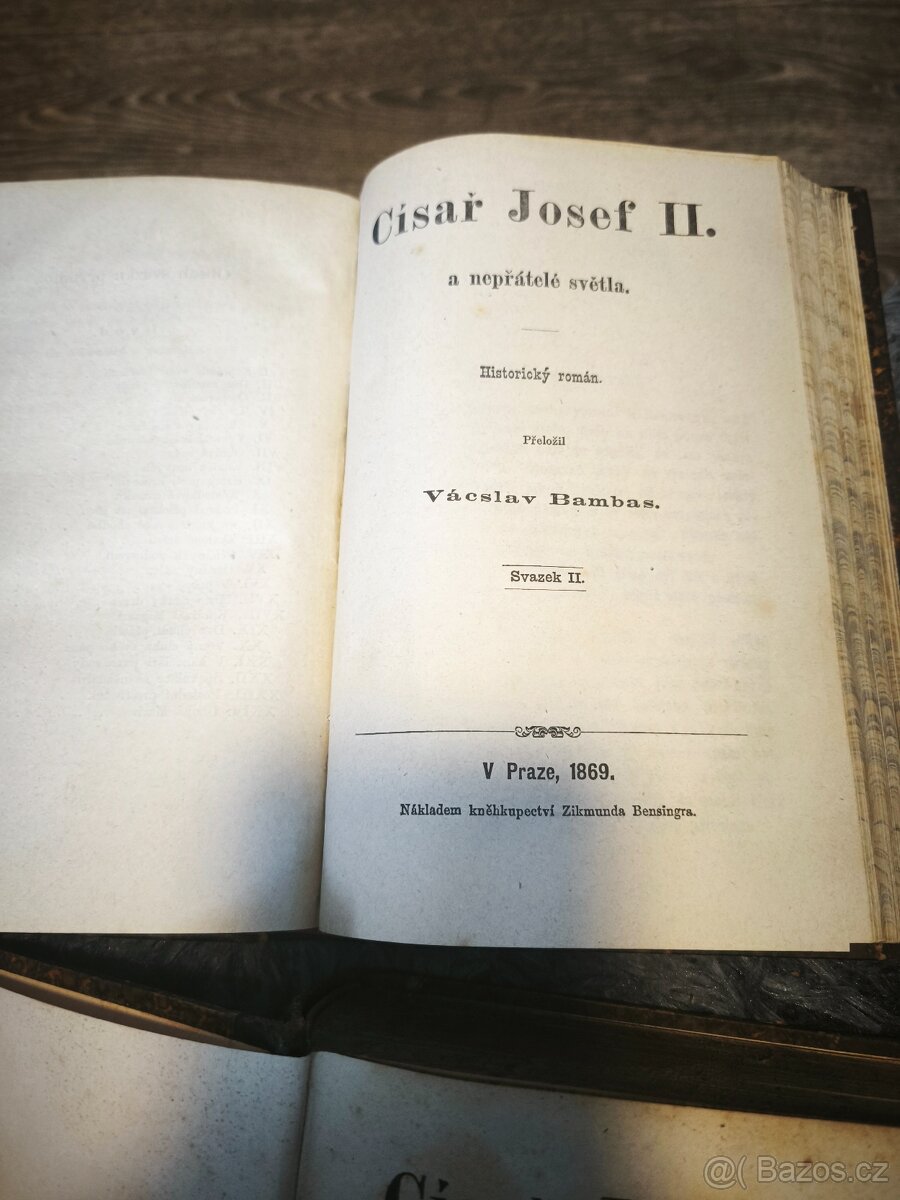 Císař Josef II.
a nepřátelé světla.
Historický román.
Přeložil
Vácslav Bambas.
Svazek II.
V Praze, 1869.
Nákladem kněhkupectví Zikmunda Bensingra.
@( Bazos.cz